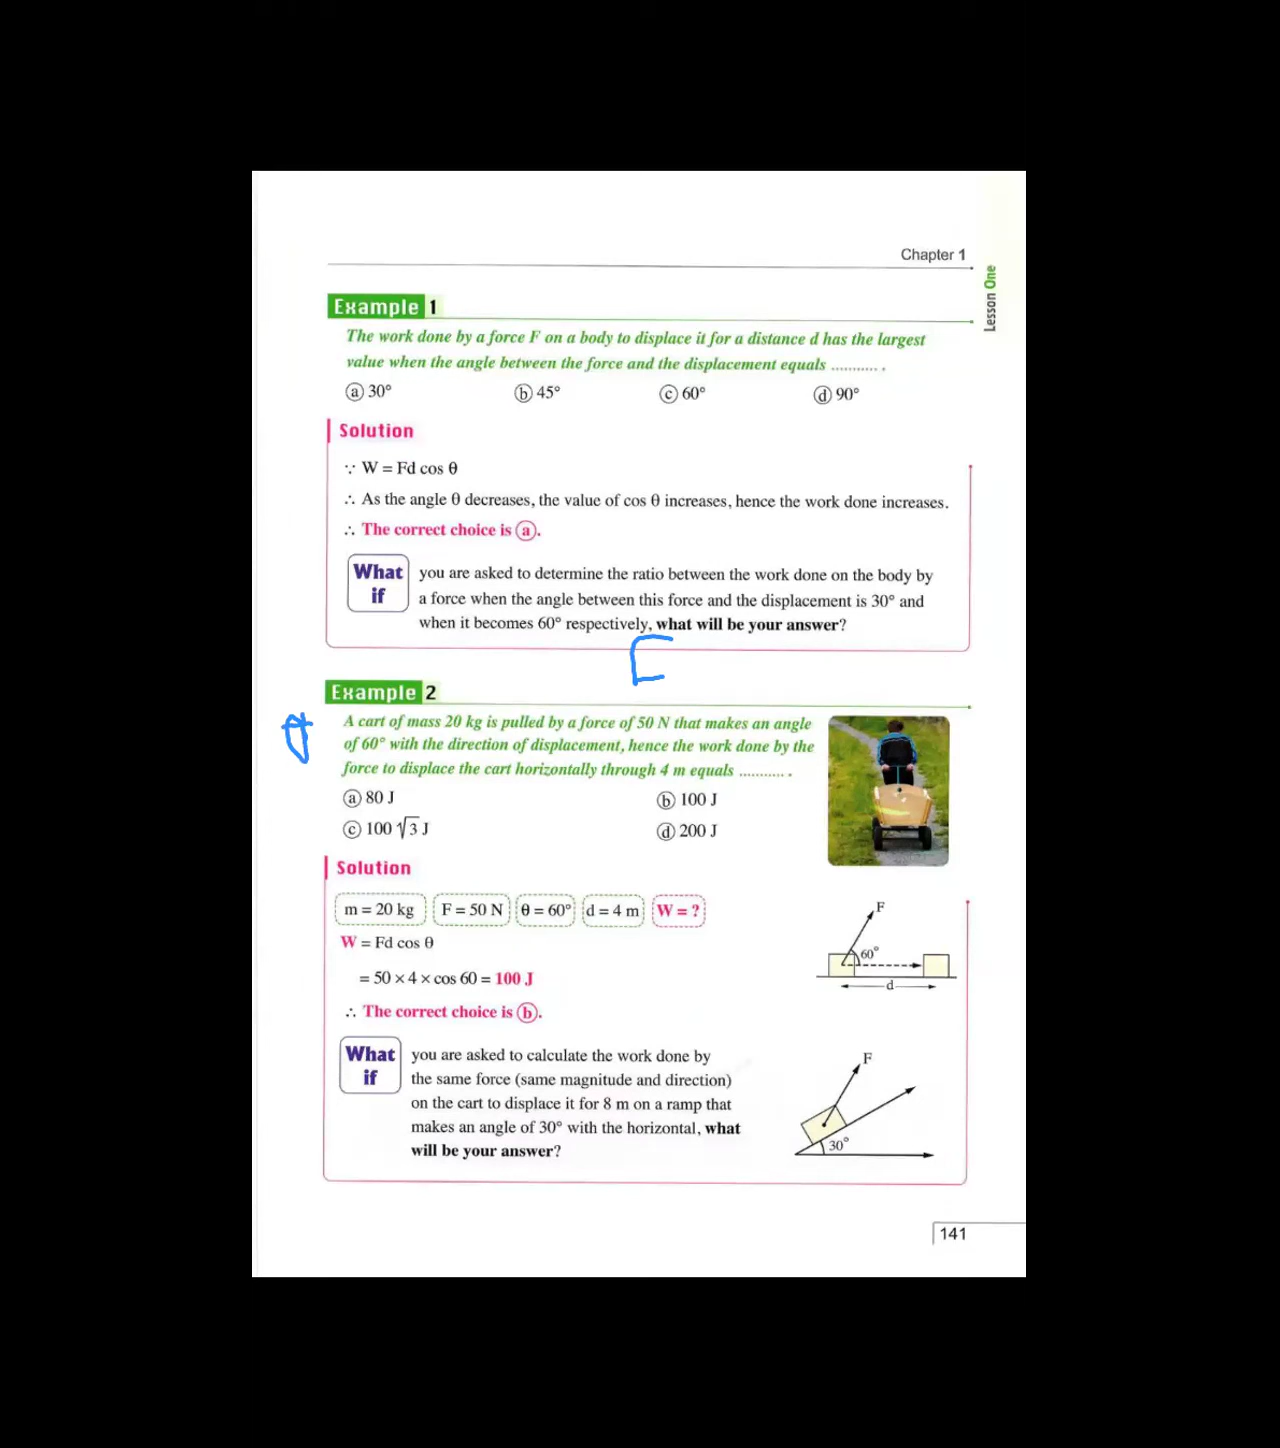 Chapter 1
Lesson One
Example 1
The work done by a force F on a body to displace it for a distance d has the largest
value when the angle between the force and the displacement equals ........... .
ⓐ 30° ⓑ 45° ⓒ 60° ⓓ 90°
Solution
∵ W = Fd cos θ
∴ As the angle θ decreases, the value of cos θ increases, hence the work done increases.
∴ The correct choice is ⓐ.
What if
you are asked to determine the ratio between the work done on the body by
a force when the angle between this force and the displacement is 30° and
when it becomes 60° respectively, what will be your answer?
Example 2
A cart of mass 20 kg is pulled by a force of 50 N that makes an angle
of 60° with the direction of displacement, hence the work done by the
force to displace the cart horizontally through 4 m equals ........... .
ⓐ 80 J ⓑ 100 J
ⓒ 100 √3 J ⓓ 200 J
Solution
m = 20 kg F = 50 N θ = 60° d = 4 m W = ?
W = Fd cos θ
= 50 × 4 × cos 60 = 100 J
∴ The correct choice is ⓑ.
F
60°
d
What if
you are asked to calculate the work done by
the same force (same magnitude and direction)
on the cart to displace it for 8 m on a ramp that
makes an angle of 30° with the horizontal, what
will be your answer?
F
30°
141